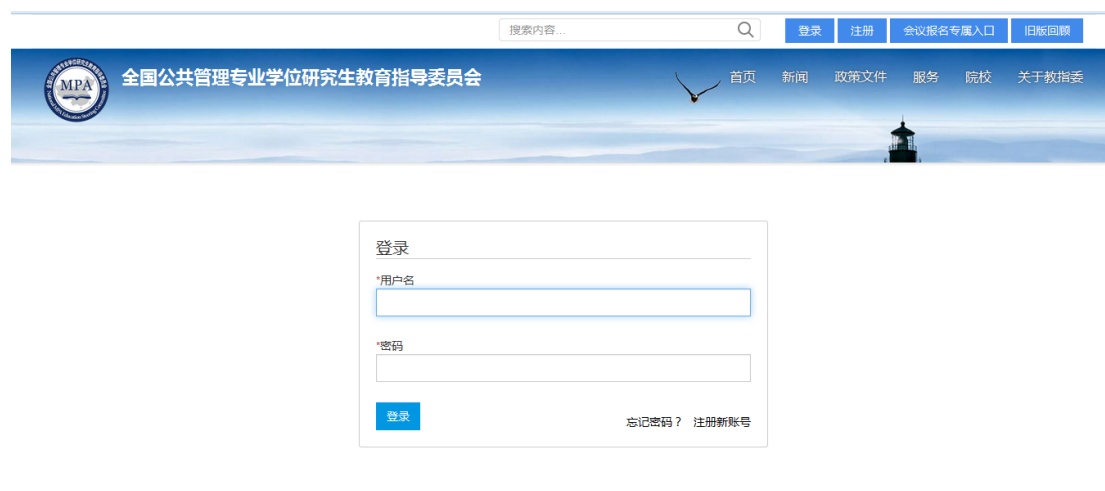 搜索内容...
登录 注册 会议报名专属入口 旧版回顾
MPA 全国公共管理专业学位研究生教育指导委员会
首页 新闻 政策文件 服务 院校 关于教指委
登录
*用户名
*密码
登录
忘记密码？ 注册新账号